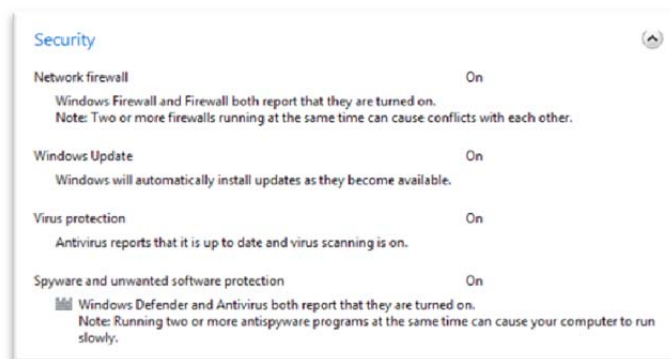 Security
Network firewall On
Windows Firewall and Firewall both report that they are turned on.
Note: Two or more firewalls running at the same time can cause conflicts with each other.
Windows Update On
Windows will automatically install updates as they become available.
Virus protection On
Antivirus reports that it is up to date and virus scanning is on.
Spyware and unwanted software protection On
Windows Defender and Antivirus both report that they are turned on.
Note: Running two or more antispyware programs at the same time can cause your computer to run
slowly.